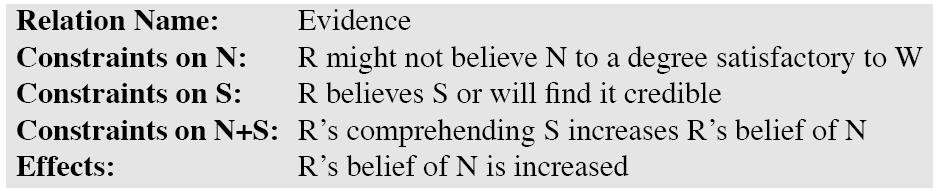 Relation Name: Evidence
Constraints on N: R might not believe N to a degree satisfactory to W
Constraints on S: R believes S or will find it credible
Constraints on N+S: R’s comprehending S increases R’s belief of N
Effects: R’s belief of N is increased